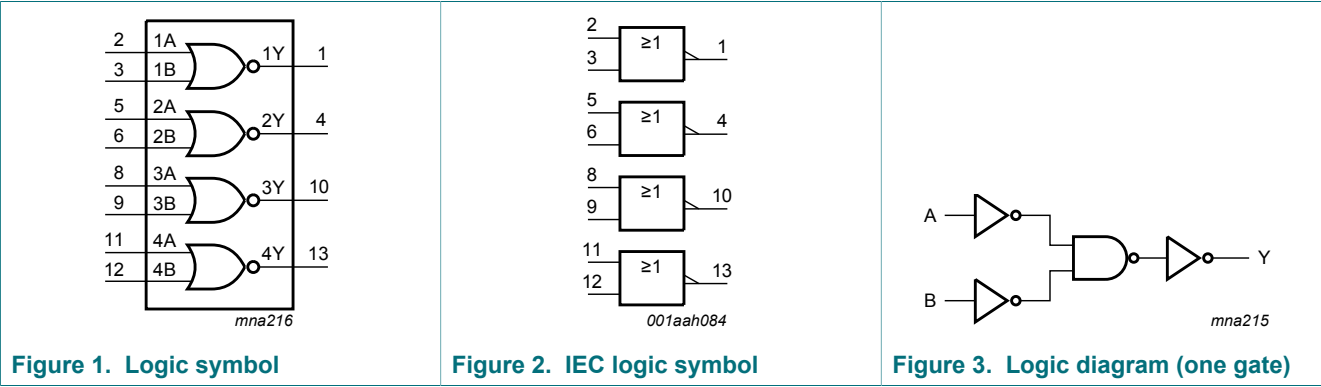 2 1A 1Y 1
3 1B
5 2A 2Y 4
6 2B
8 3A 3Y 10
9 3B
11 4A 4Y 13
12 4B
mna216
Figure 1. Logic symbol
2 ≥1 1
3
5 ≥1 4
6
8 ≥1 10
9
11 ≥1 13
12
001aah084
Figure 2. IEC logic symbol
A
Y
B
mna215
Figure 3. Logic diagram (one gate)